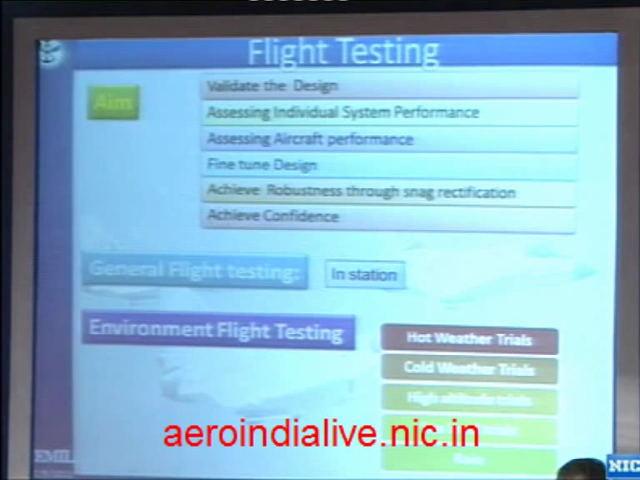 Flight Testing
Aim
Validate the Design
Assessing Individual System Performance
Assessing Aircraft performance
Fine tune Design
Achieve Robustness through snag rectification
Achieve Confidence
General Flight testing:
In station
Environment Flight Testing
Hot Weather Trials
Cold Weather Trials
High altitude trials
aeroindialive.nic.in
NIC